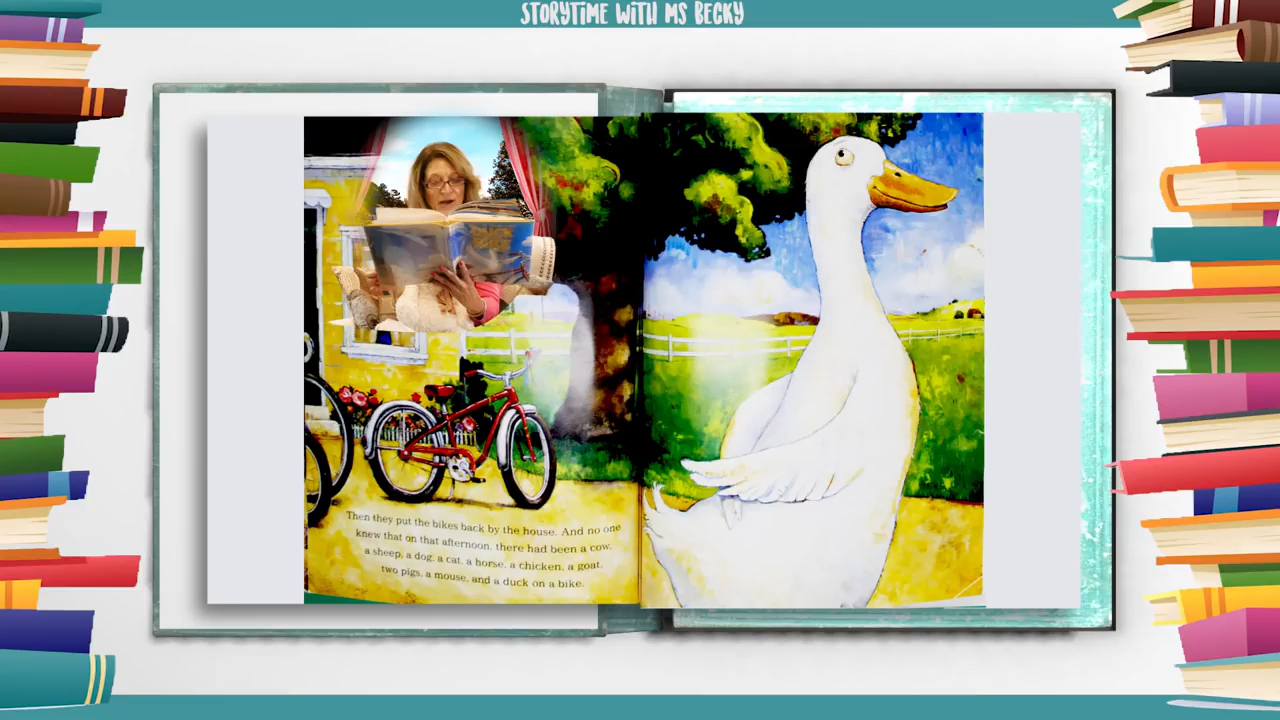 STORYTIME WITH MS BECKY
Then they put the bikes back by the house. And no one
knew that on that afternoon, there had been a cow,
a sheep, a dog, a cat, a horse, a chicken, a goat,
two pigs, a mouse, and a duck on a bike.